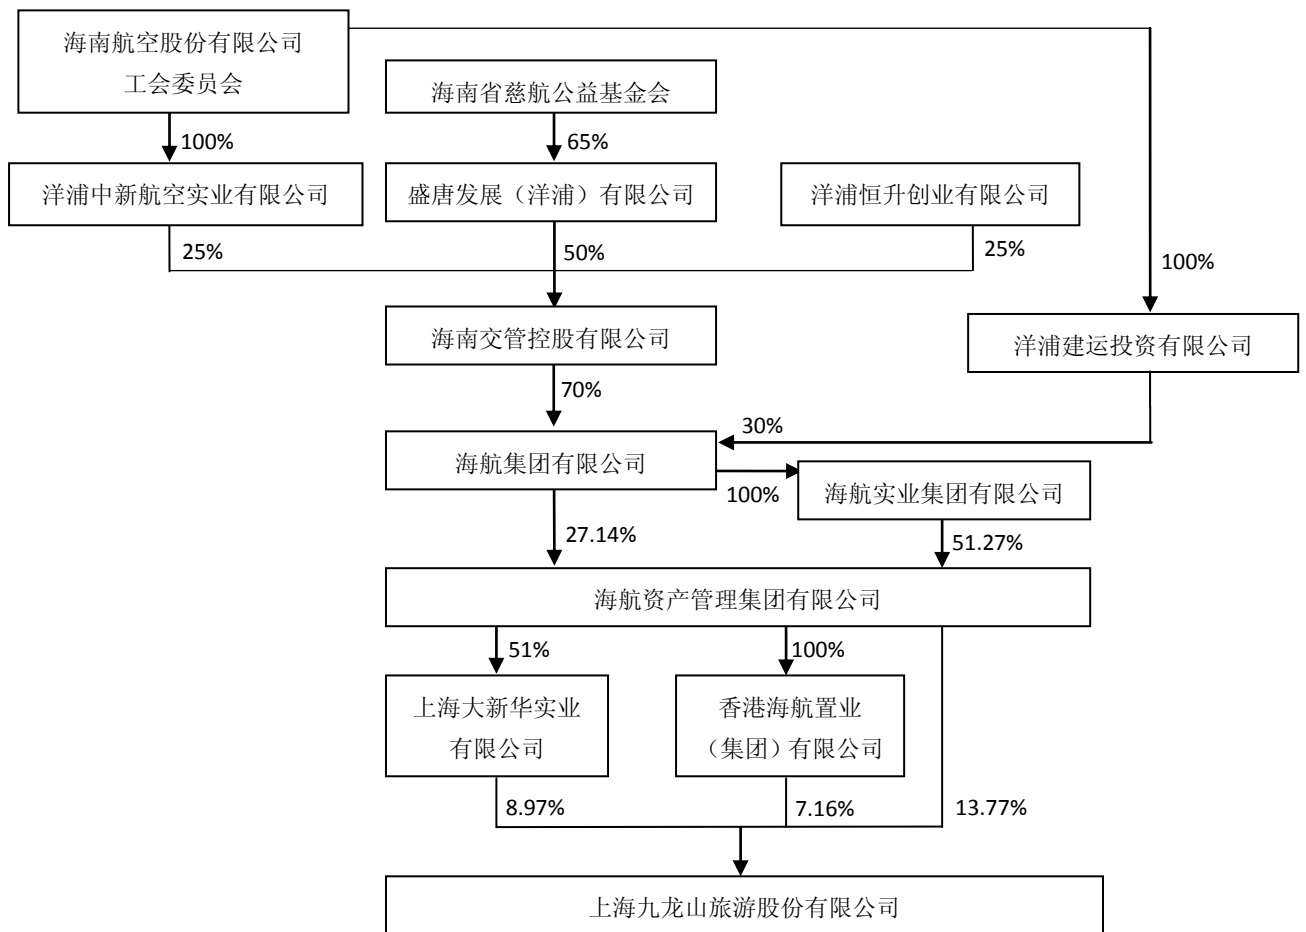 海南航空股份有限公司
工会委员会
海南省慈航公益基金会
100%
65%
洋浦中新航空实业有限公司
盛唐发展（洋浦）有限公司
洋浦恒升创业有限公司
25%
50%
25%
100%
海南交管控股有限公司
洋浦建运投资有限公司
70%
30%
海航集团有限公司
100%
海航实业集团有限公司
27.14%
51.27%
海航资产管理集团有限公司
51%
100%
上海大新华实业
有限公司
香港海航置业
（集团）有限公司
8.97%
7.16%
13.77%
上海九龙山旅游股份有限公司